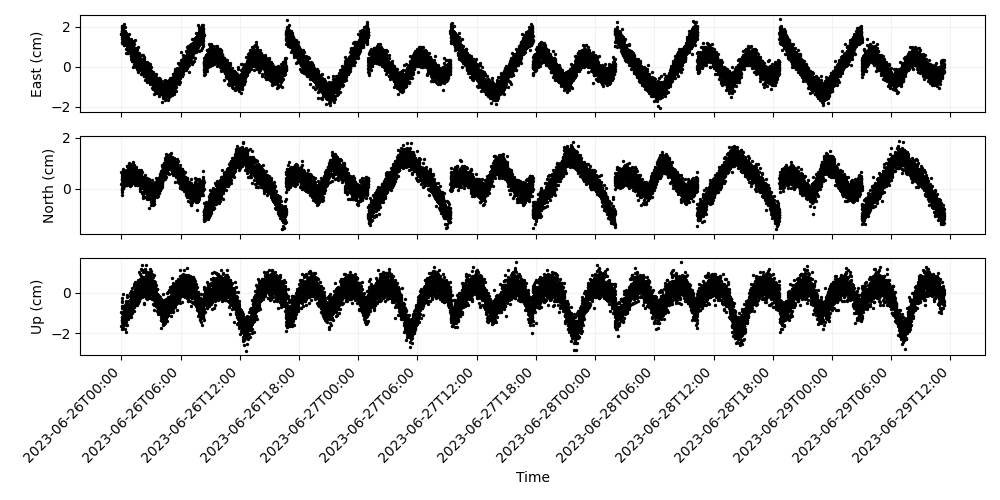 East (cm)
2
0
−2
North (cm)
2
0
Up (cm)
0
−2
2023-06-26T00:00
2023-06-26T06:00
2023-06-26T12:00
2023-06-26T18:00
2023-06-27T00:00
2023-06-27T06:00
2023-06-27T12:00
2023-06-27T18:00
2023-06-28T00:00
2023-06-28T06:00
2023-06-28T12:00
2023-06-28T18:00
2023-06-29T00:00
2023-06-29T06:00
2023-06-29T12:00
Time